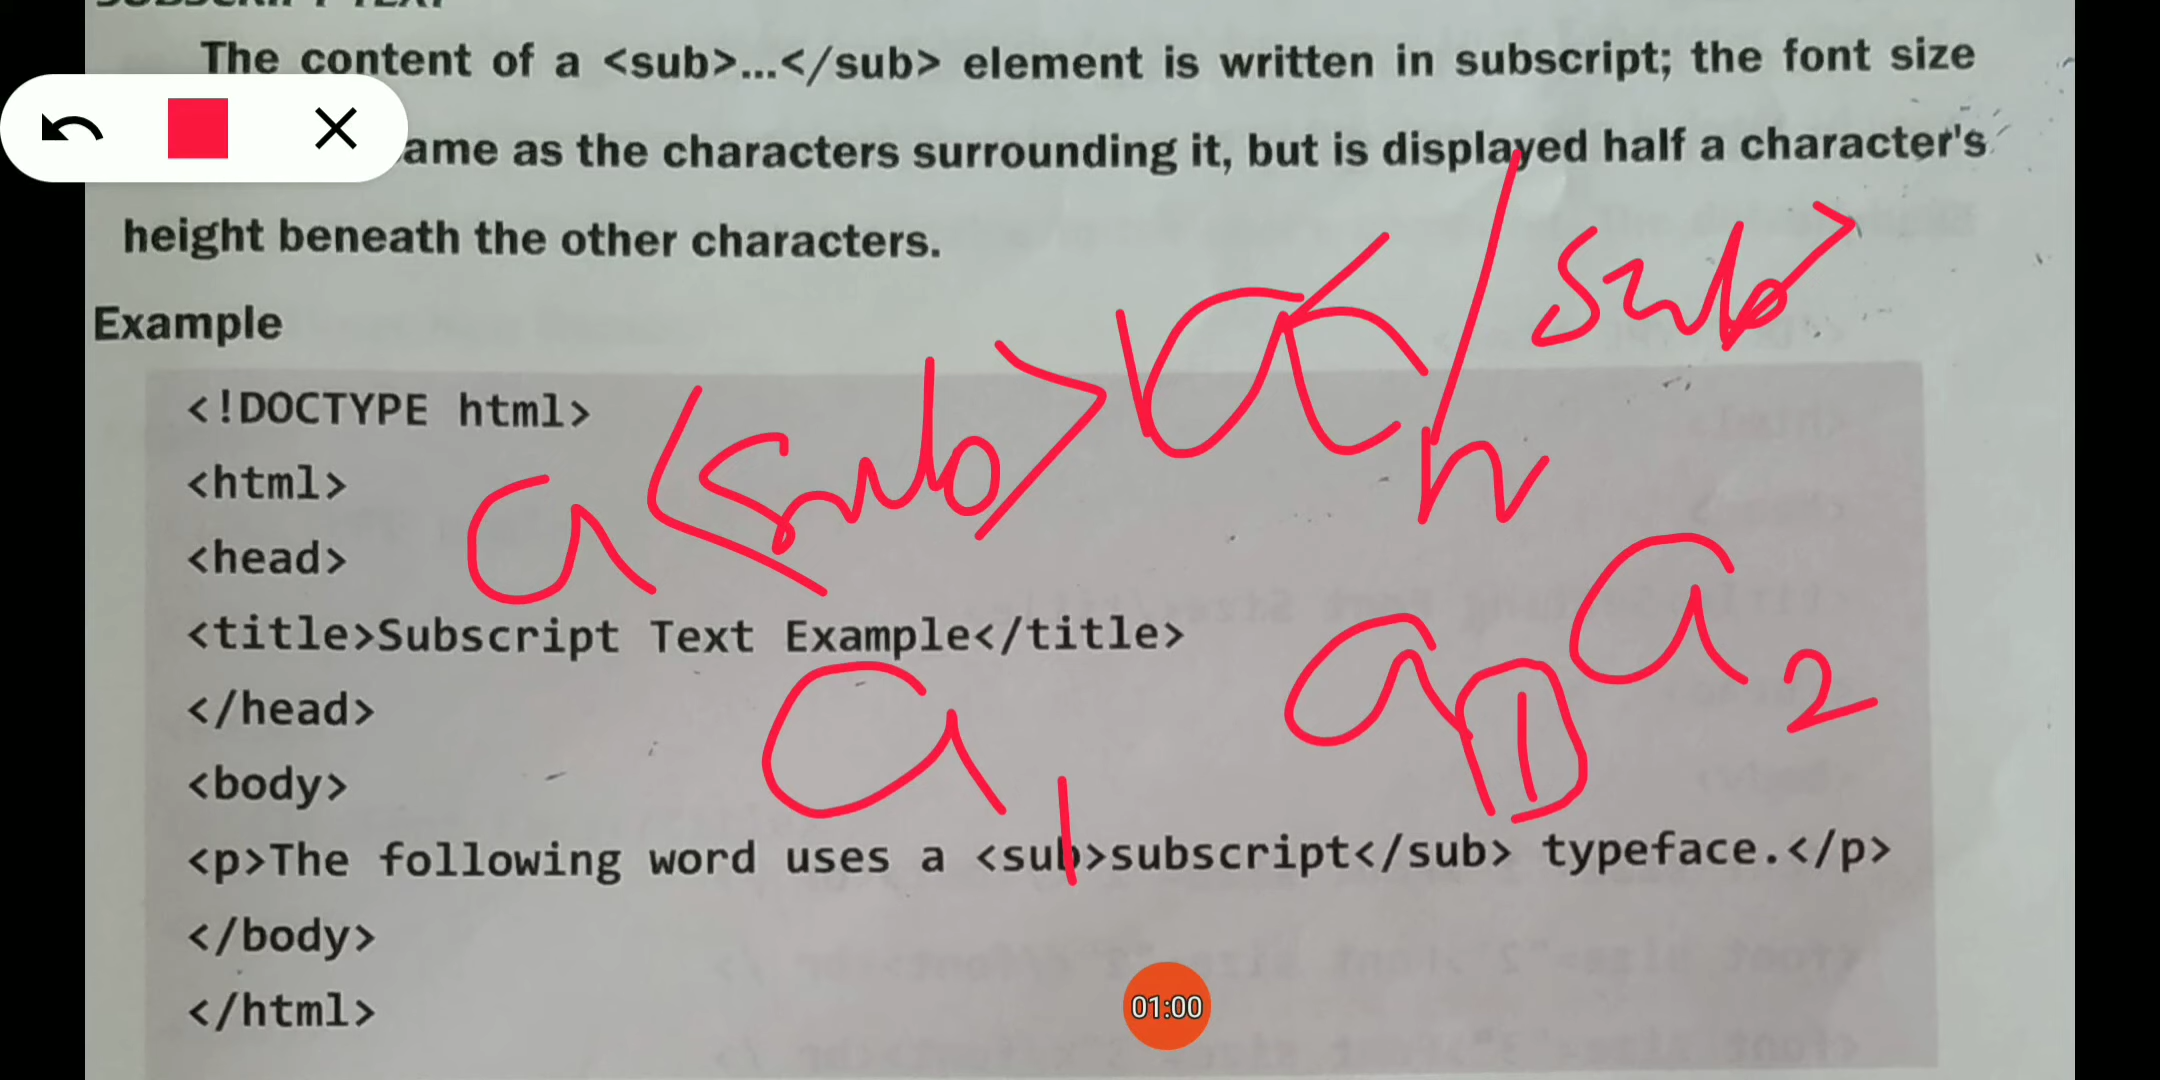 The content of a <sub>...</sub> element is written in subscript; the font size
ame as the characters surrounding it, but is displayed half a character's
height beneath the other characters.
Example
<!DOCTYPE html>
<html>
<head>
a<sub>
/sub>
<title>Subscript Text Example</title>
a1
a2
</head>
<body>
<p>The following word uses a <sub>subscript</sub> typeface.</p>
</body>
</html>
01:00